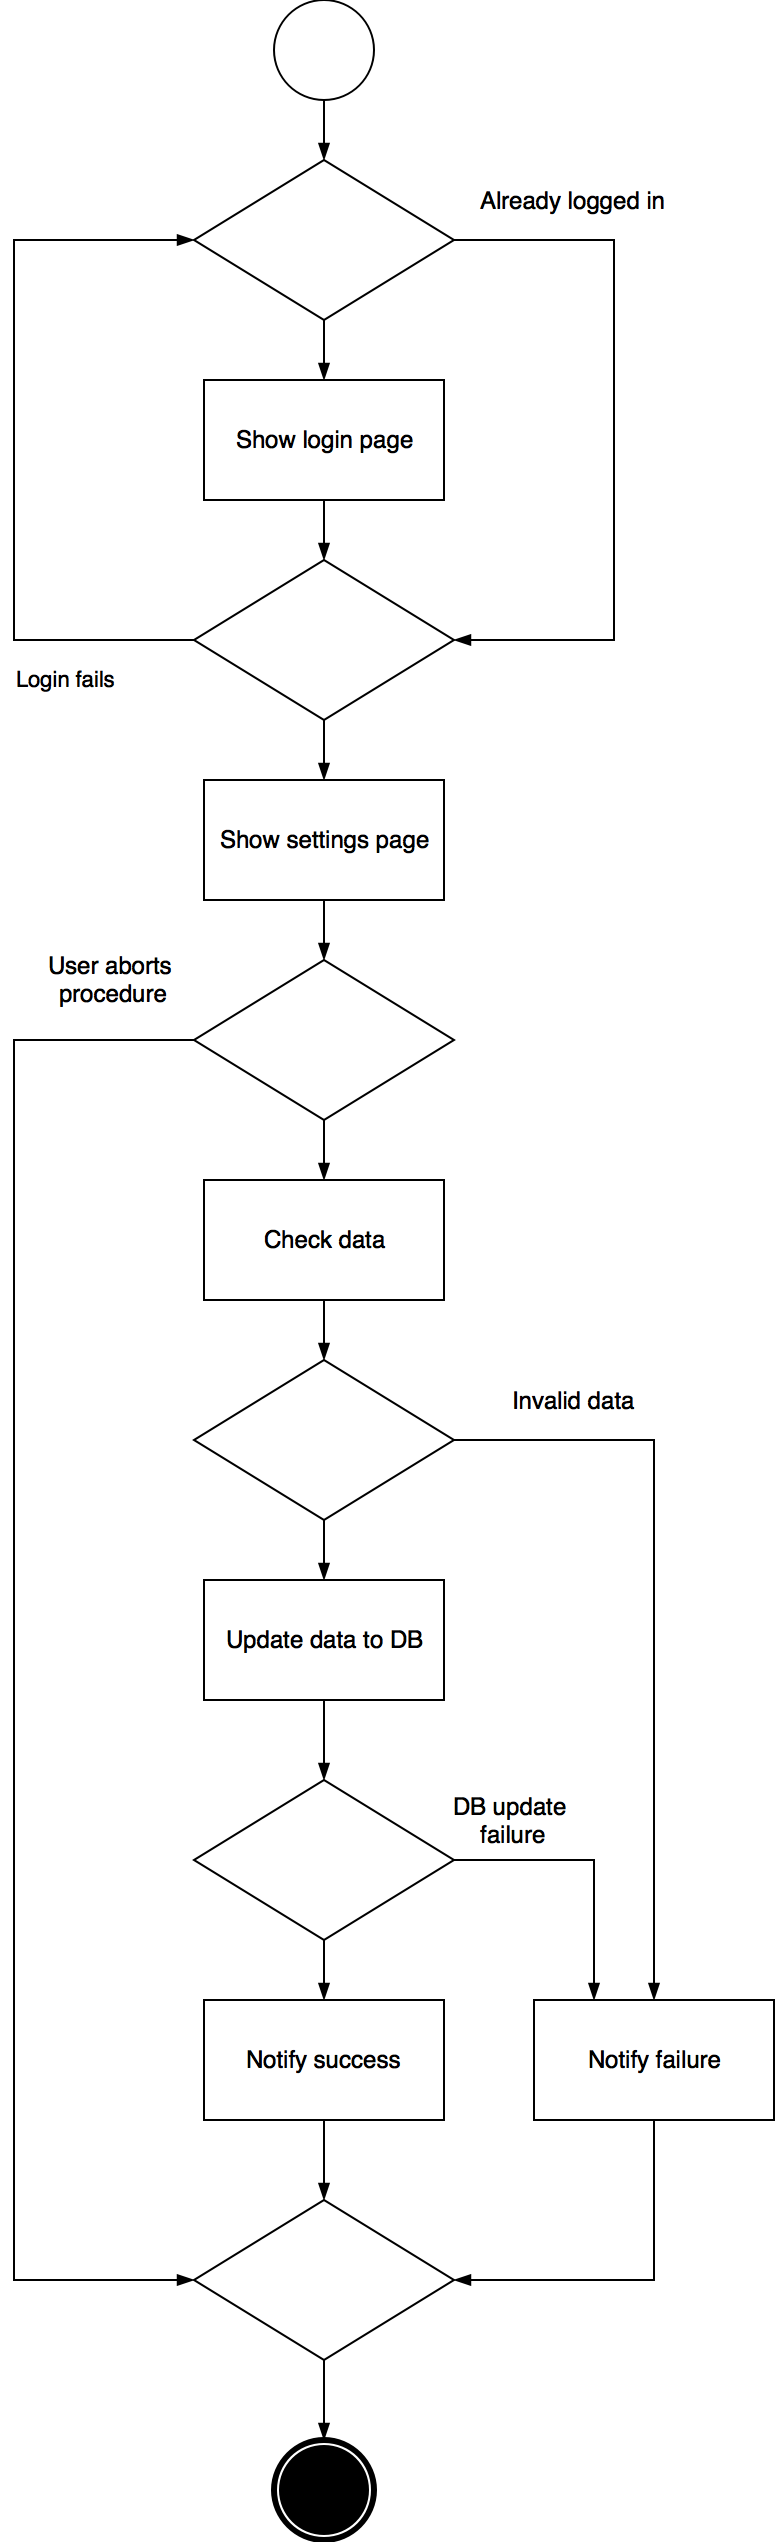 Already logged in
Show login page
Login fails
Show settings page
User aborts
procedure
Check data
Invalid data
Update data to DB
DB update
failure
Notify success
Notify failure